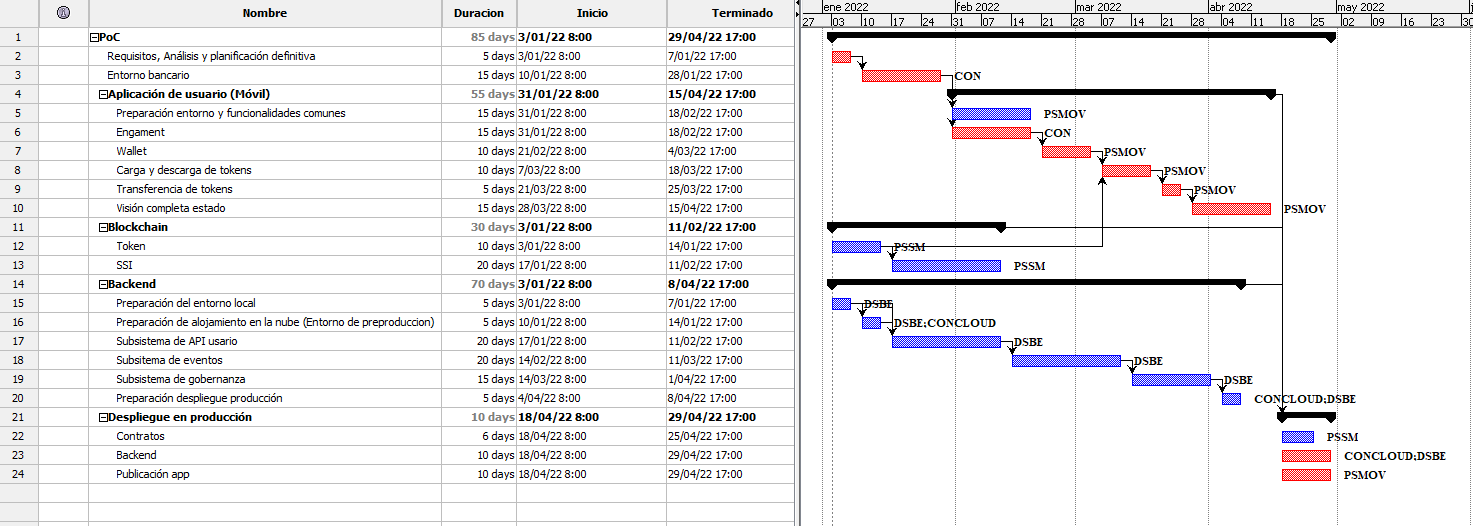 Nombre Duracion Inicio Terminado
ene 2022 feb 2022 mar 2022 abr 2022 may 2022
27 03 10 17 24 31 07 14 21 28 07 14 21 28 04 11 18 25 02 09 16 23 30
1 PoC 85 days 3/01/22 8:00 29/04/22 17:00
2 Requisitos, Análisis y planificación definitiva 5 days 3/01/22 8:00 7/01/22 17:00
3 Entorno bancario 15 days 10/01/22 8:00 28/01/22 17:00 CON
4 Aplicación de usuario (Móvil) 55 days 31/01/22 8:00 15/04/22 17:00
5 Preparación entorno y funcionalidades comunes 15 days 31/01/22 8:00 18/02/22 17:00 PSMOV
6 Engament 15 days 31/01/22 8:00 18/02/22 17:00 CON
7 Wallet 10 days 21/02/22 8:00 4/03/22 17:00 PSMOV
8 Carga y descarga de tokens 10 days 7/03/22 8:00 18/03/22 17:00 PSMOV
9 Transferencia de tokens 5 days 21/03/22 8:00 25/03/22 17:00 PSMOV
10 Visión completa estado 15 days 28/03/22 8:00 15/04/22 17:00 PSMOV
11 Blockchain 30 days 3/01/22 8:00 11/02/22 17:00
12 Token 10 days 3/01/22 8:00 14/01/22 17:00 PSSM
13 SSI 20 days 17/01/22 8:00 11/02/22 17:00 PSSM
14 Backend 70 days 3/01/22 8:00 8/04/22 17:00
15 Preparación del entorno local 5 days 3/01/22 8:00 7/01/22 17:00 DSBE
16 Preparación de alojamiento en la nube (Entorno de preproduccion) 5 days 10/01/22 8:00 14/01/22 17:00 DSBE;CONCLOUD
17 Subsistema de API usario 20 days 17/01/22 8:00 11/02/22 17:00 DSBE
18 Subsitema de eventos 20 days 14/02/22 8:00 11/03/22 17:00 DSBE
19 Subsistema de gobernanza 15 days 14/03/22 8:00 1/04/22 17:00 DSBE
20 Preparación despliegue producción 5 days 4/04/22 8:00 8/04/22 17:00 CONCLOUD;DSBE
21 Despliegue en producción 10 days 18/04/22 8:00 29/04/22 17:00
22 Contratos 6 days 18/04/22 8:00 25/04/22 17:00 PSSM
23 Backend 10 days 18/04/22 8:00 29/04/22 17:00 CONCLOUD;DSBE
24 Publicación app 10 days 18/04/22 8:00 29/04/22 17:00 PSMOV